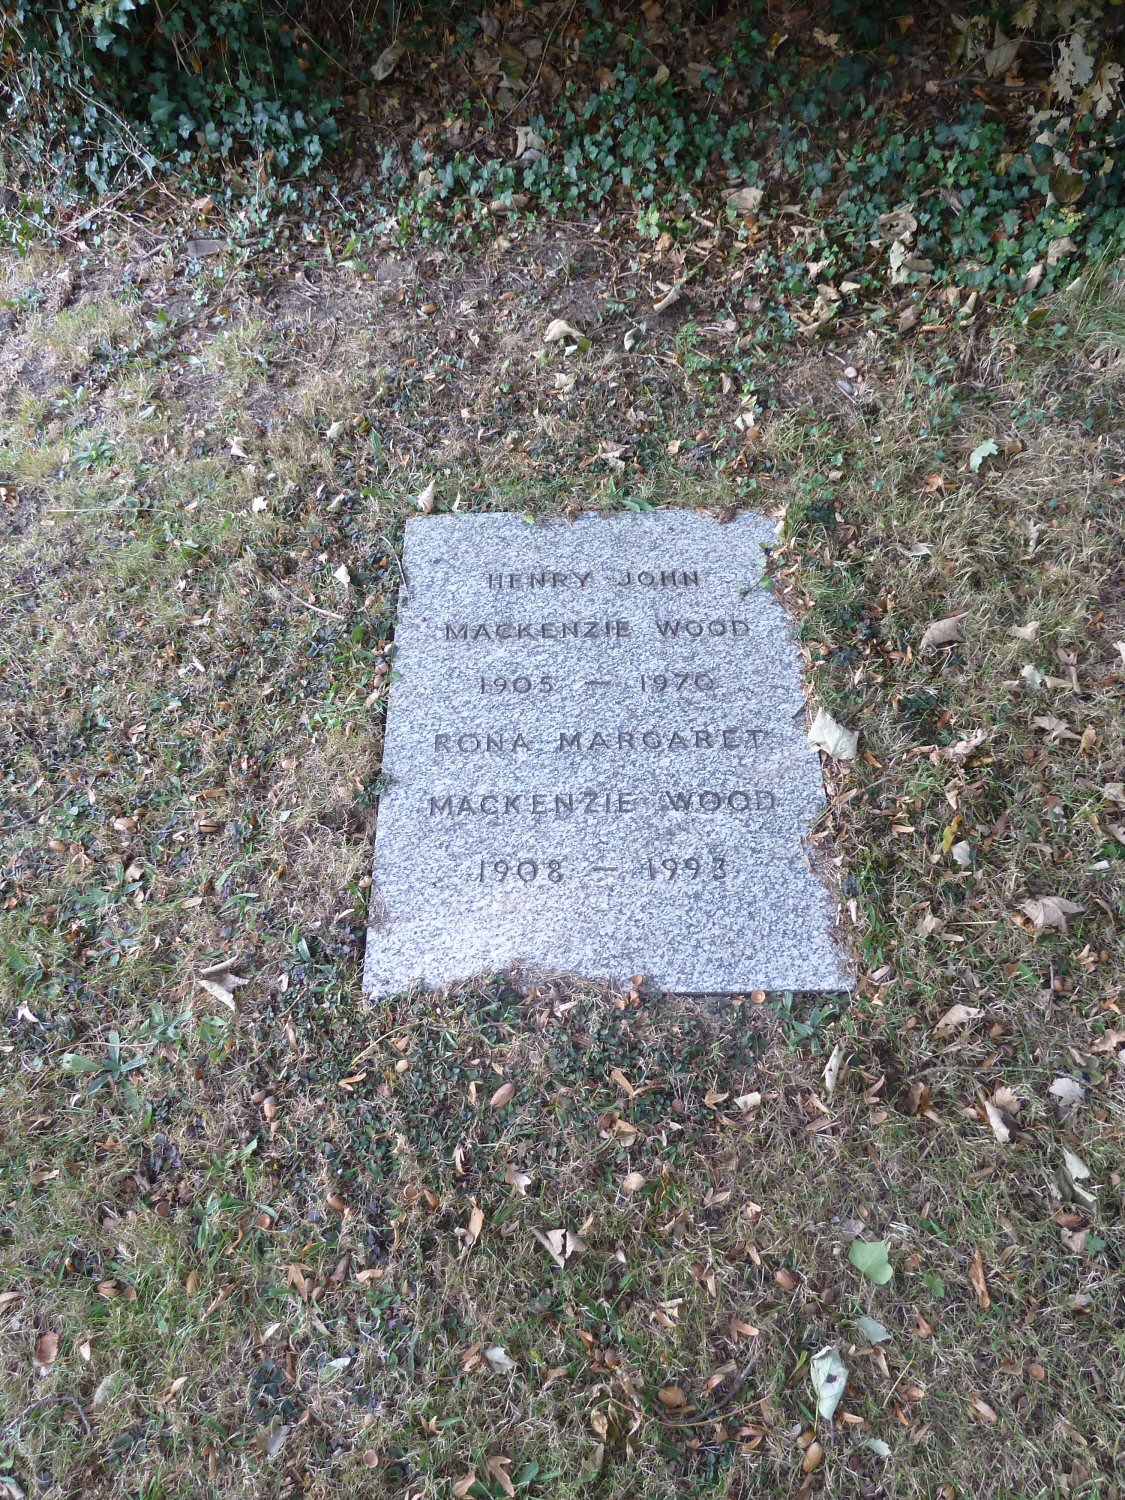 HENRY JOHN
MACKENZIE WOOD
1905 – 1970
RONA MARGARET
MACKENZIE WOOD
1908 – 1993